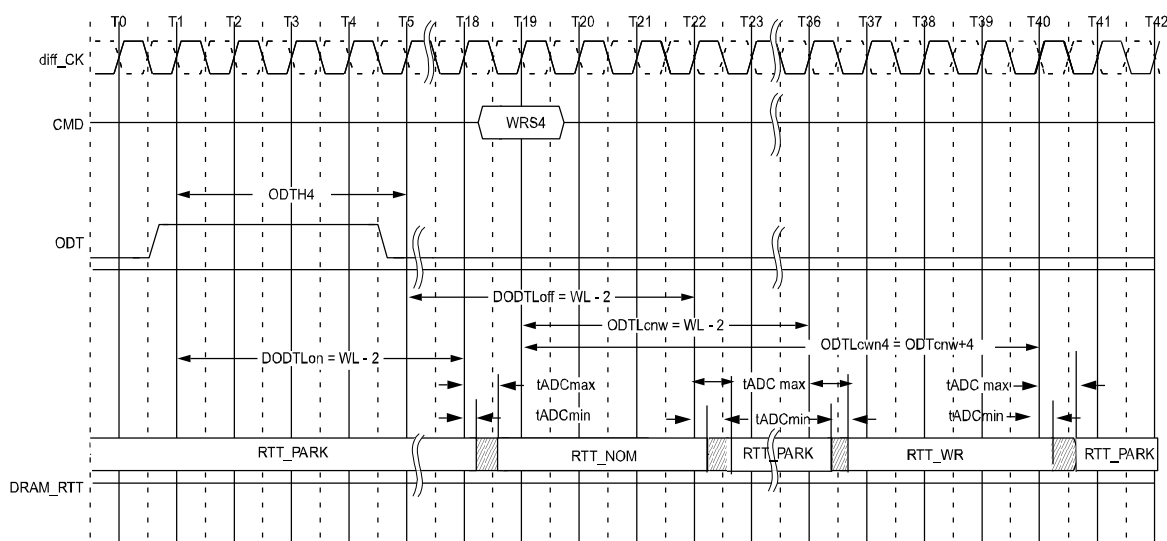 T0 T1 T2 T3 T4 T5 T18 T19 T20 T21 T22 T23 T36 T37 T38 T39 T40 T41 T42
diff_CK
CMD WRS4
ODTH4
ODT
DODTLoff = WL - 2
ODTLcnw = WL - 2
ODTLcwn4 = ODTcnw+4
DODTLon = WL - 2
tADCmax tADC max tADC max
tADCmin tADCmin tADCmin
RTT_PARK RTT_NOM RTT_PARK RTT_WR RTT_PARK
DRAM_RTT